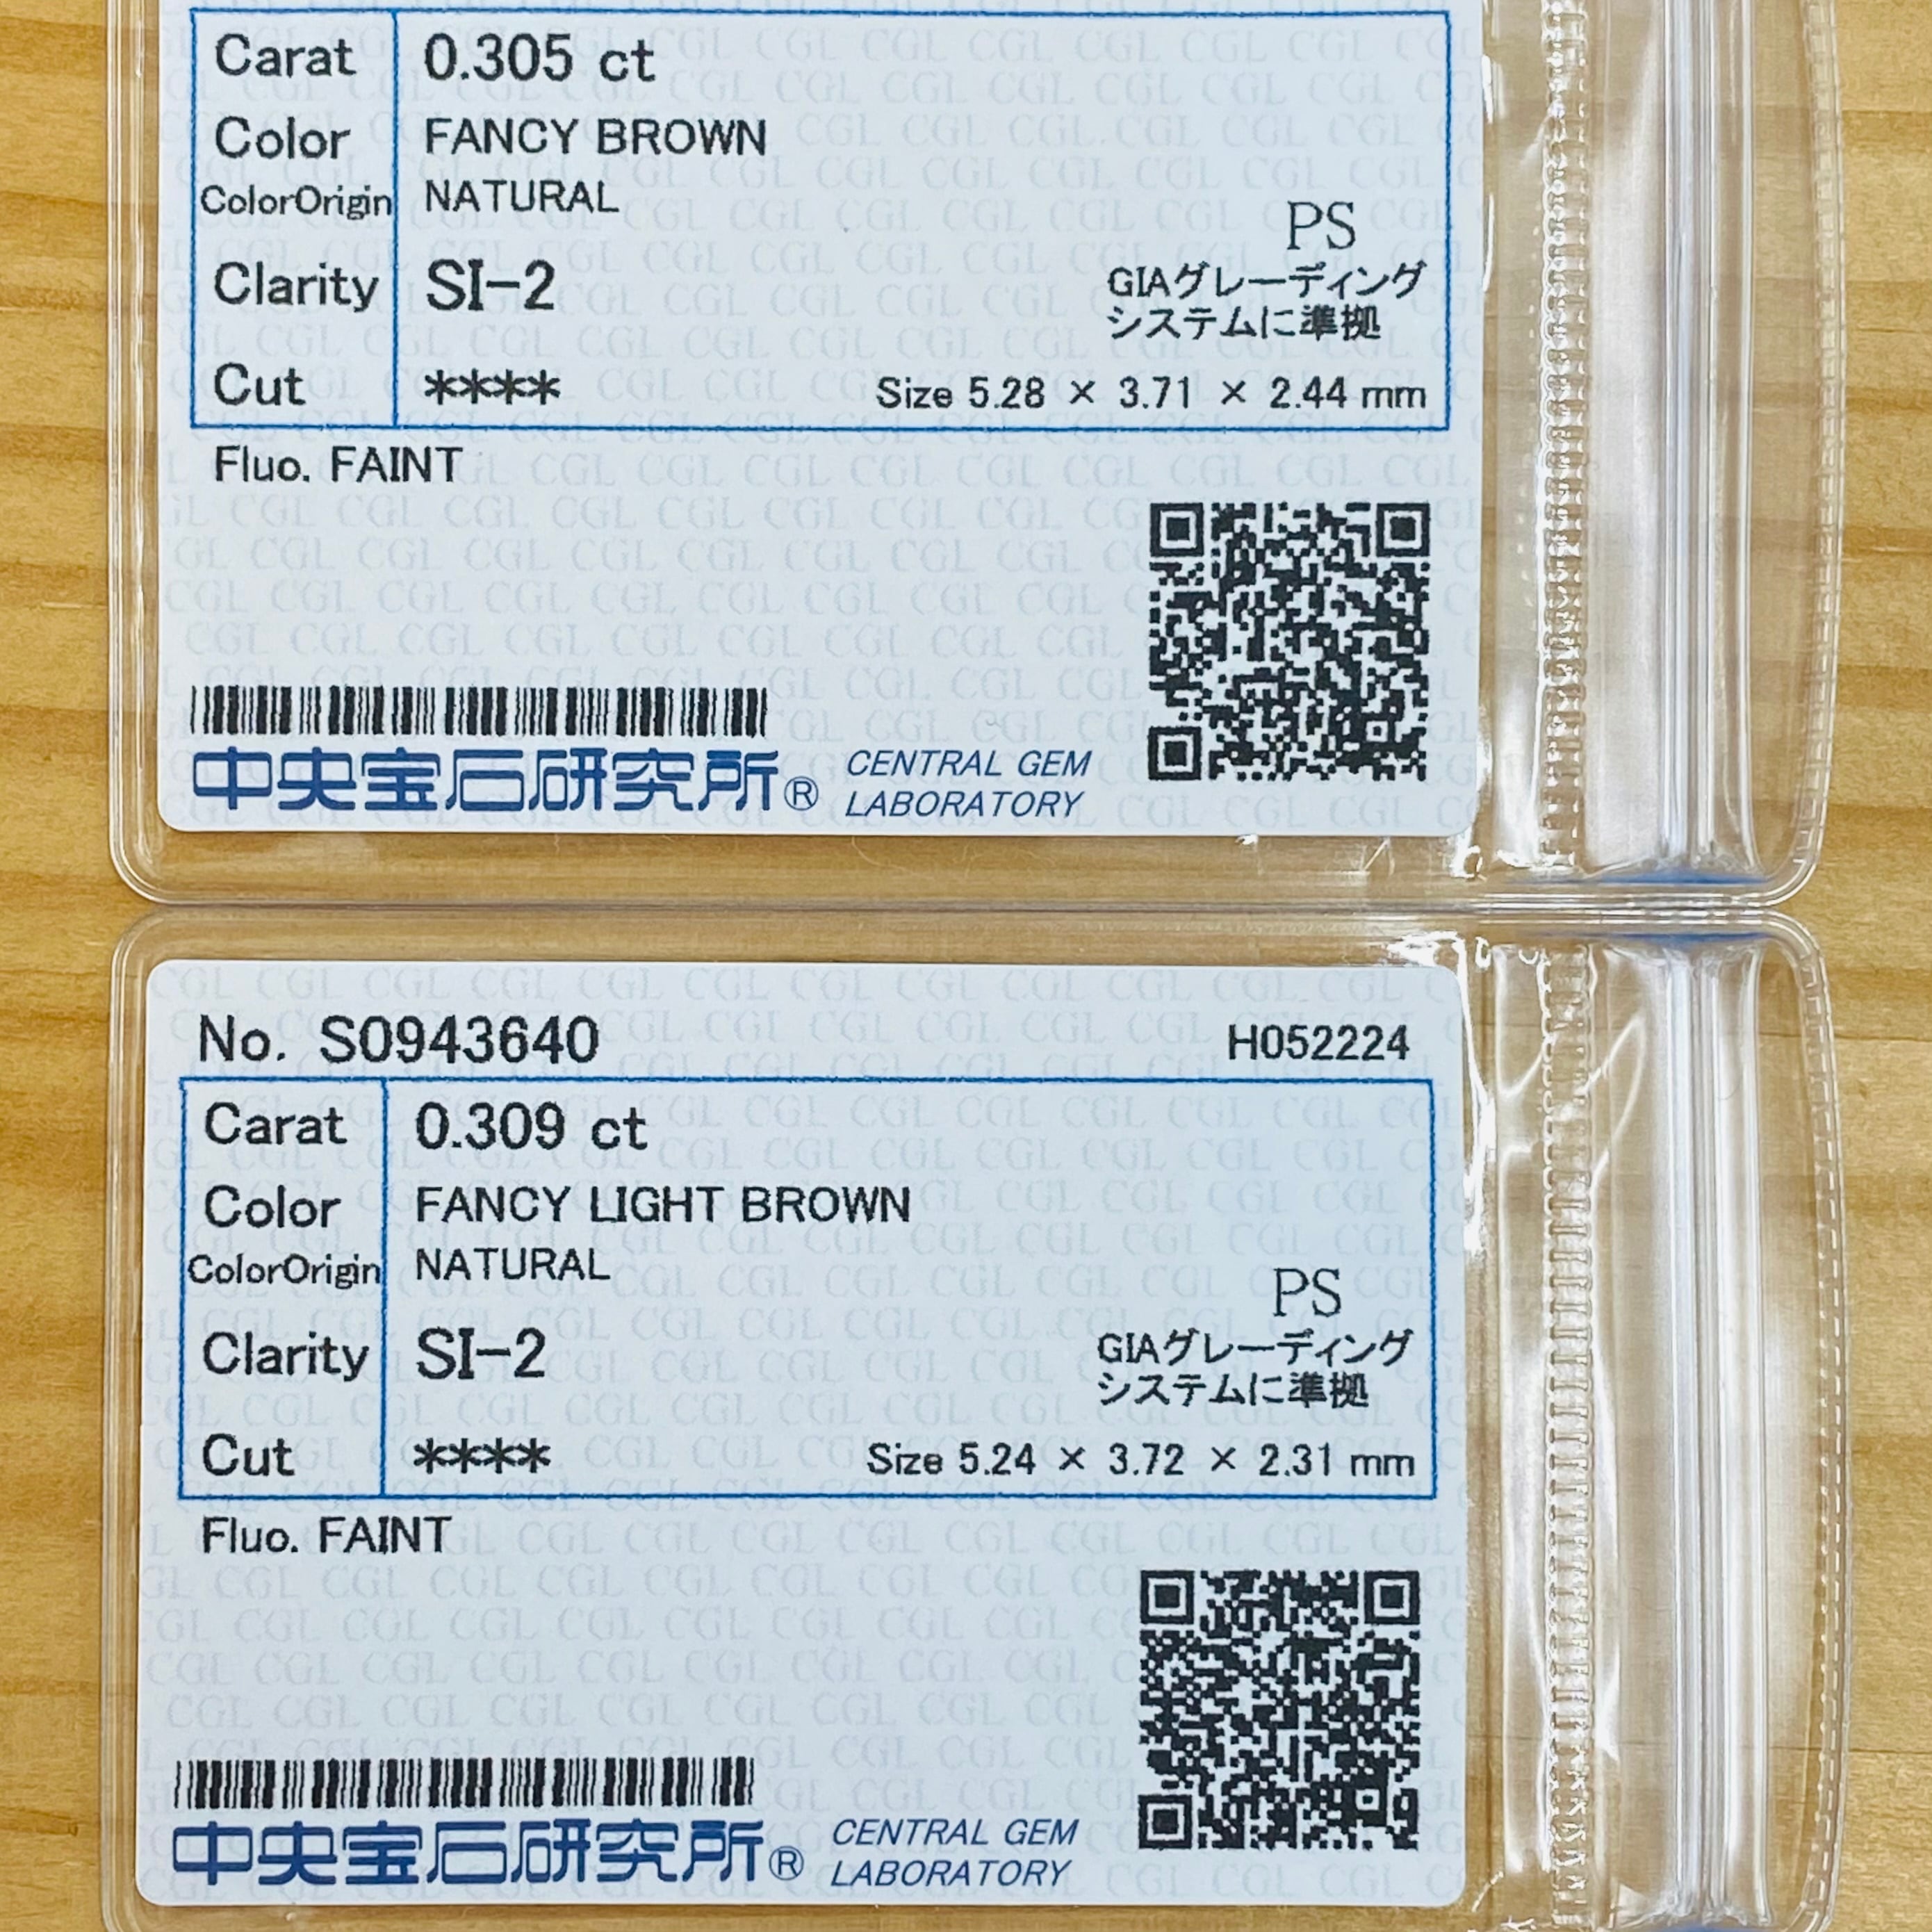 Carat 0.305 ct
Color FANCY BROWN
ColorOrigin NATURAL
PS
Clarity SI-2
GIAグレーディング
システムに準拠
Cut **** Size 5.28 × 3.71 × 2.44 mm
Fluo. FAINT
中央宝石研究所® CENTRAL GEM
LABORATORY
No. S0943640 H052224
Carat 0.309 ct
Color FANCY LIGHT BROWN
ColorOrigin NATURAL
PS
Clarity SI-2
GIAグレーディング
システムに準拠
Cut **** Size 5.24 × 3.72 × 2.31 mm
Fluo. FAINT
中央宝石研究所® CENTRAL GEM
LABORATORY